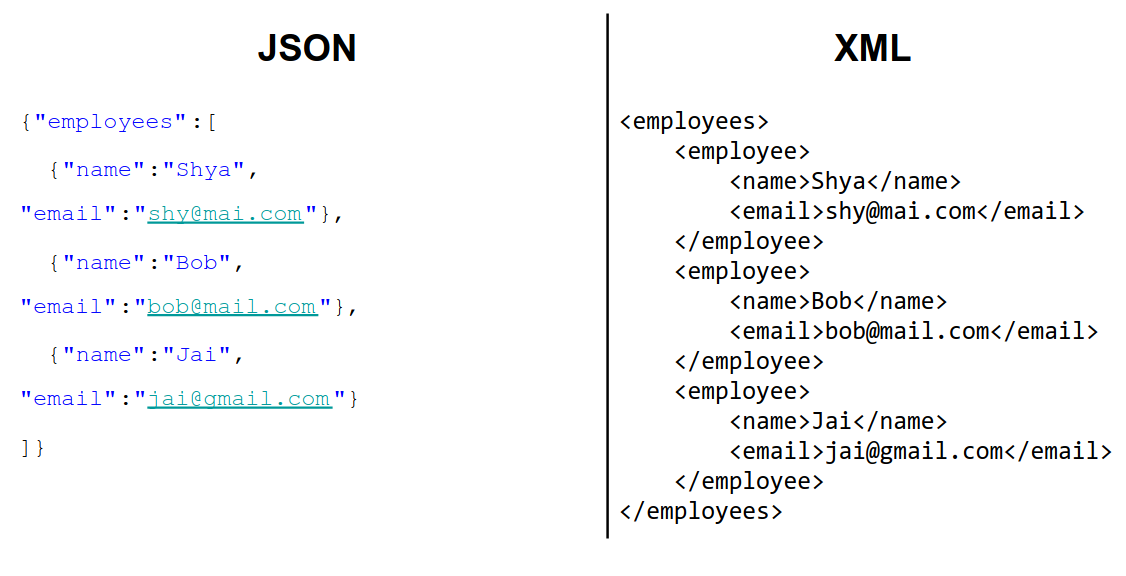 JSON
{"employees":[
{"name":"Shya",
"email":"shy@mai.com"},
{"name":"Bob",
"email":"bob@mail.com"},
{"name":"Jai",
"email":"jai@gmail.com"}
]}
XML
<employees>
<employee>
<name>Shya</name>
<email>shy@mai.com</email>
</employee>
<employee>
<name>Bob</name>
<email>bob@mail.com</email>
</employee>
<employee>
<name>Jai</name>
<email>jai@gmail.com</email>
</employee>
</employees>